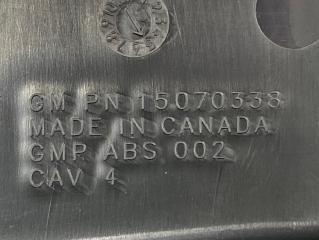 GM PN 15070338
MADE IN CANADA
GMP ABS 002
CAV 4